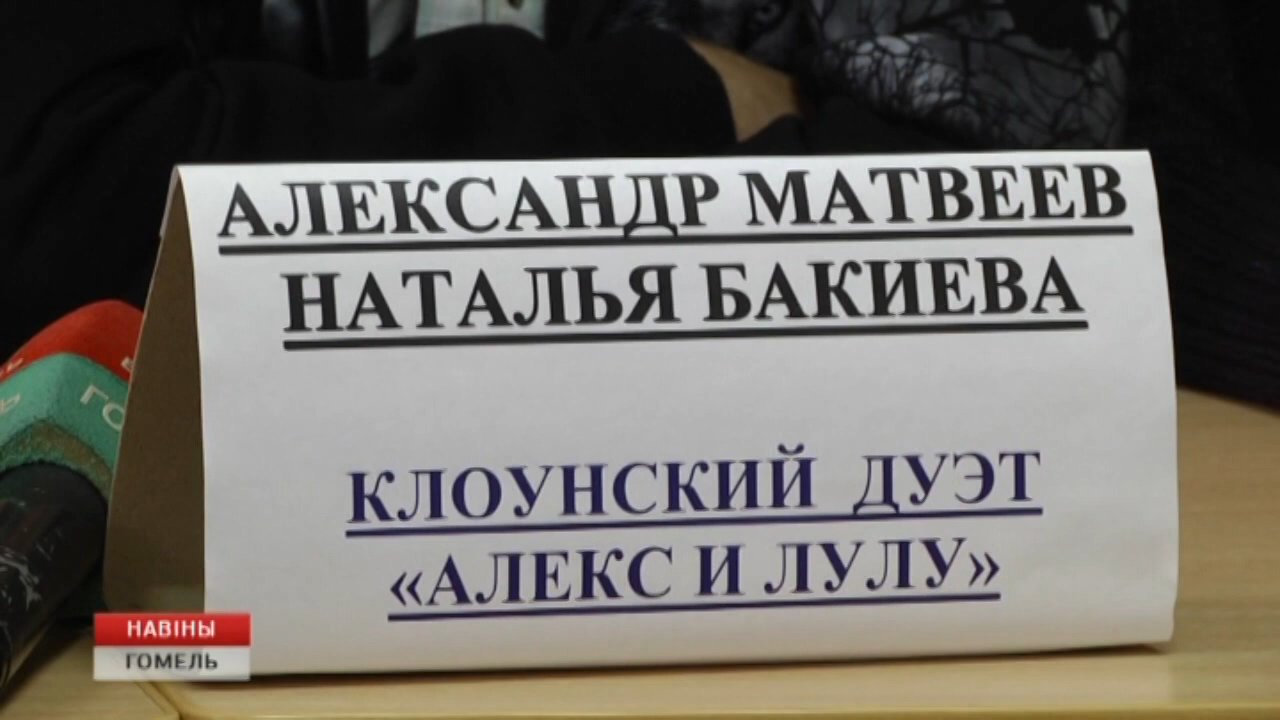 АЛЕКСАНДР МАТВЕЕВ
НАТАЛЬЯ БАКИЕВА
КЛОУНСКИЙ ДУЭТ
«АЛЕКС И ЛУЛУ»
НАВІНЫ
ГОМЕЛЬ